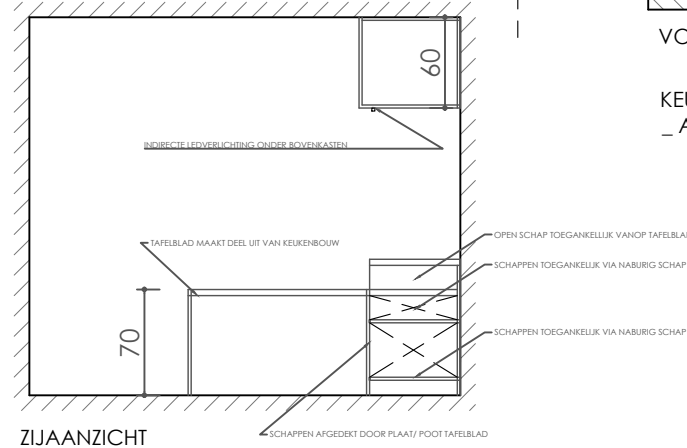 VO
60
KEU
_ A
INDIRECTE LEDVERLICHTING ONDER BOVENKASTEN
OPEN SCHAP TOEGANKELLIJK VANOP TAFELBLAD
TAFELBLAD MAAKT DEEL UIT VAN KEUKENBOUW
SCHAPPEN TOEGANKELIJK VIA NABURIG SCHAP
70
SCHAPPEN TOEGANKELIJK VIA NABURIG SCHAP
ZIJAANZICHT
SCHAPPEN AFGEDEKT DOOR PLAAT/ POOT TAFELBLAD